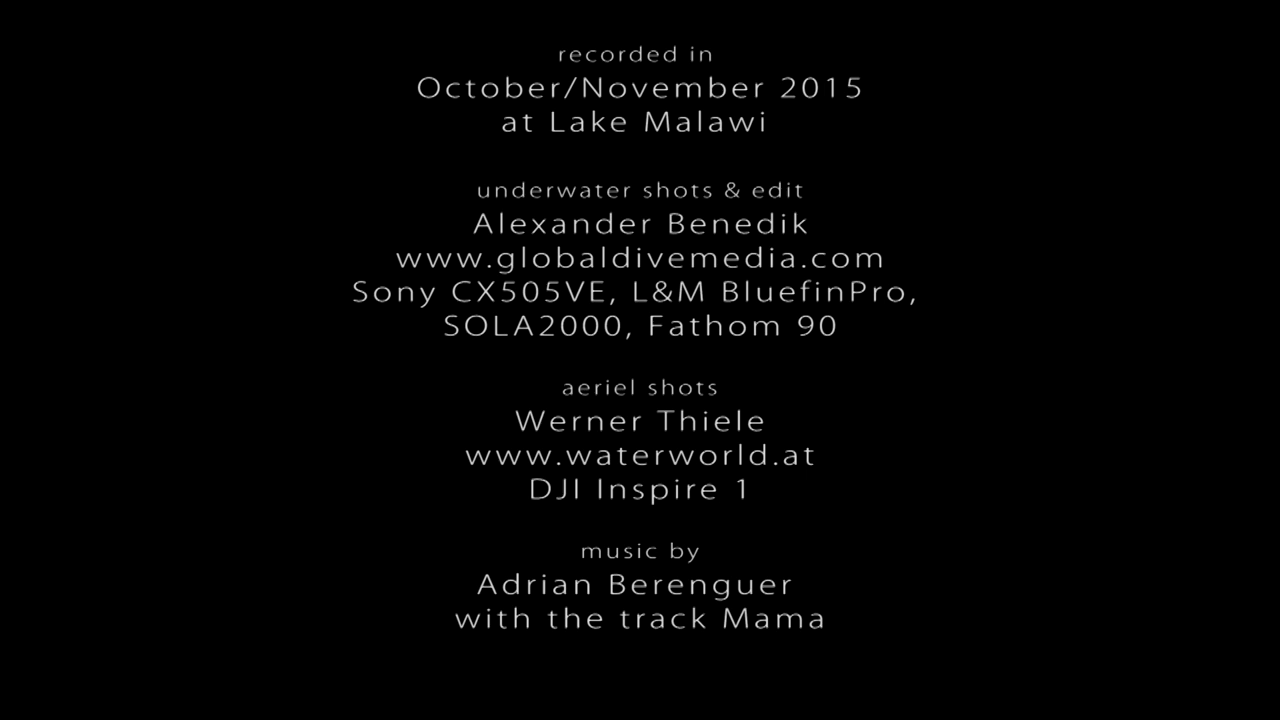 recorded in
October/November 2015
at Lake Malawi
underwater shots & edit
Alexander Benedik
www.globaldivemedia.com
Sony CX505VE, L&M BluefinPro,
SOLA2000, Fathom 90
aeriel shots
Werner Thiele
www.waterworld.at
DJI Inspire 1
music by
Adrian Berenguer
with the track Mama